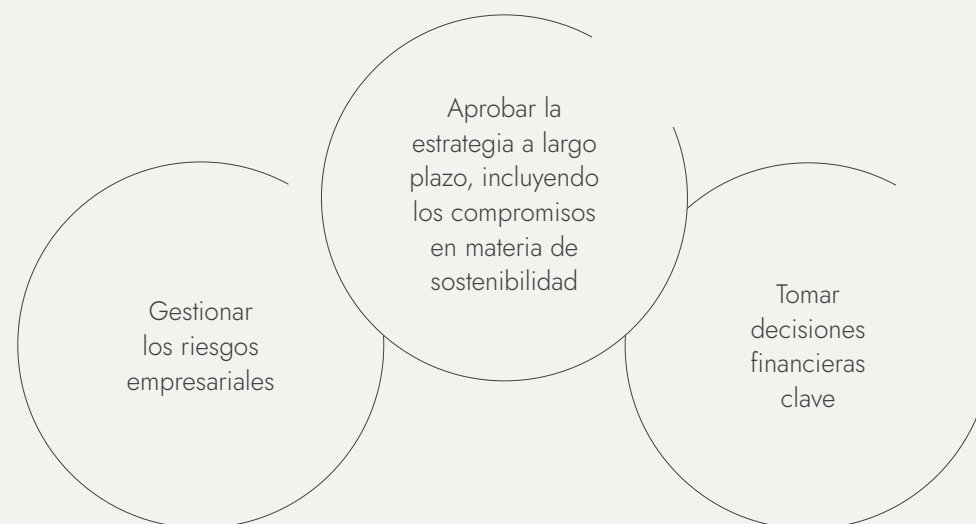 Gestionar
los riesgos
empresariales
Aprobar la
estrategia a largo
plazo, incluyendo
los compromisos
en materia de
sostenibilidad
Tomar
decisiones
financieras
clave